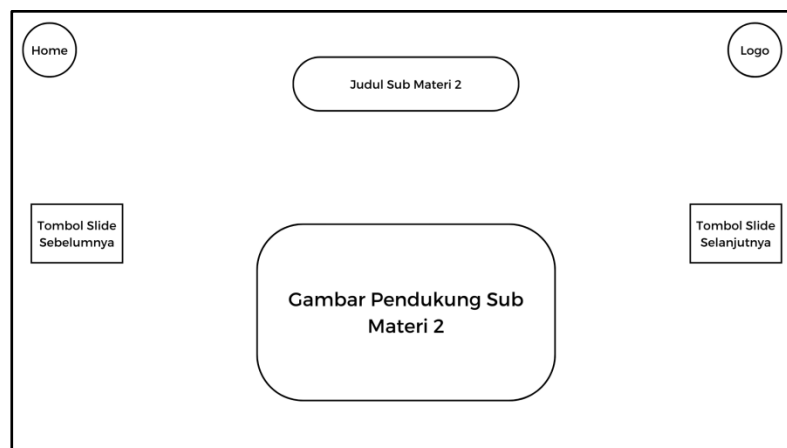 Home
Logo
Judul Sub Materi 2
Tombol Slide
Sebelumnya
Tombol Slide
Selanjutnya
Gambar Pendukung Sub
Materi 2